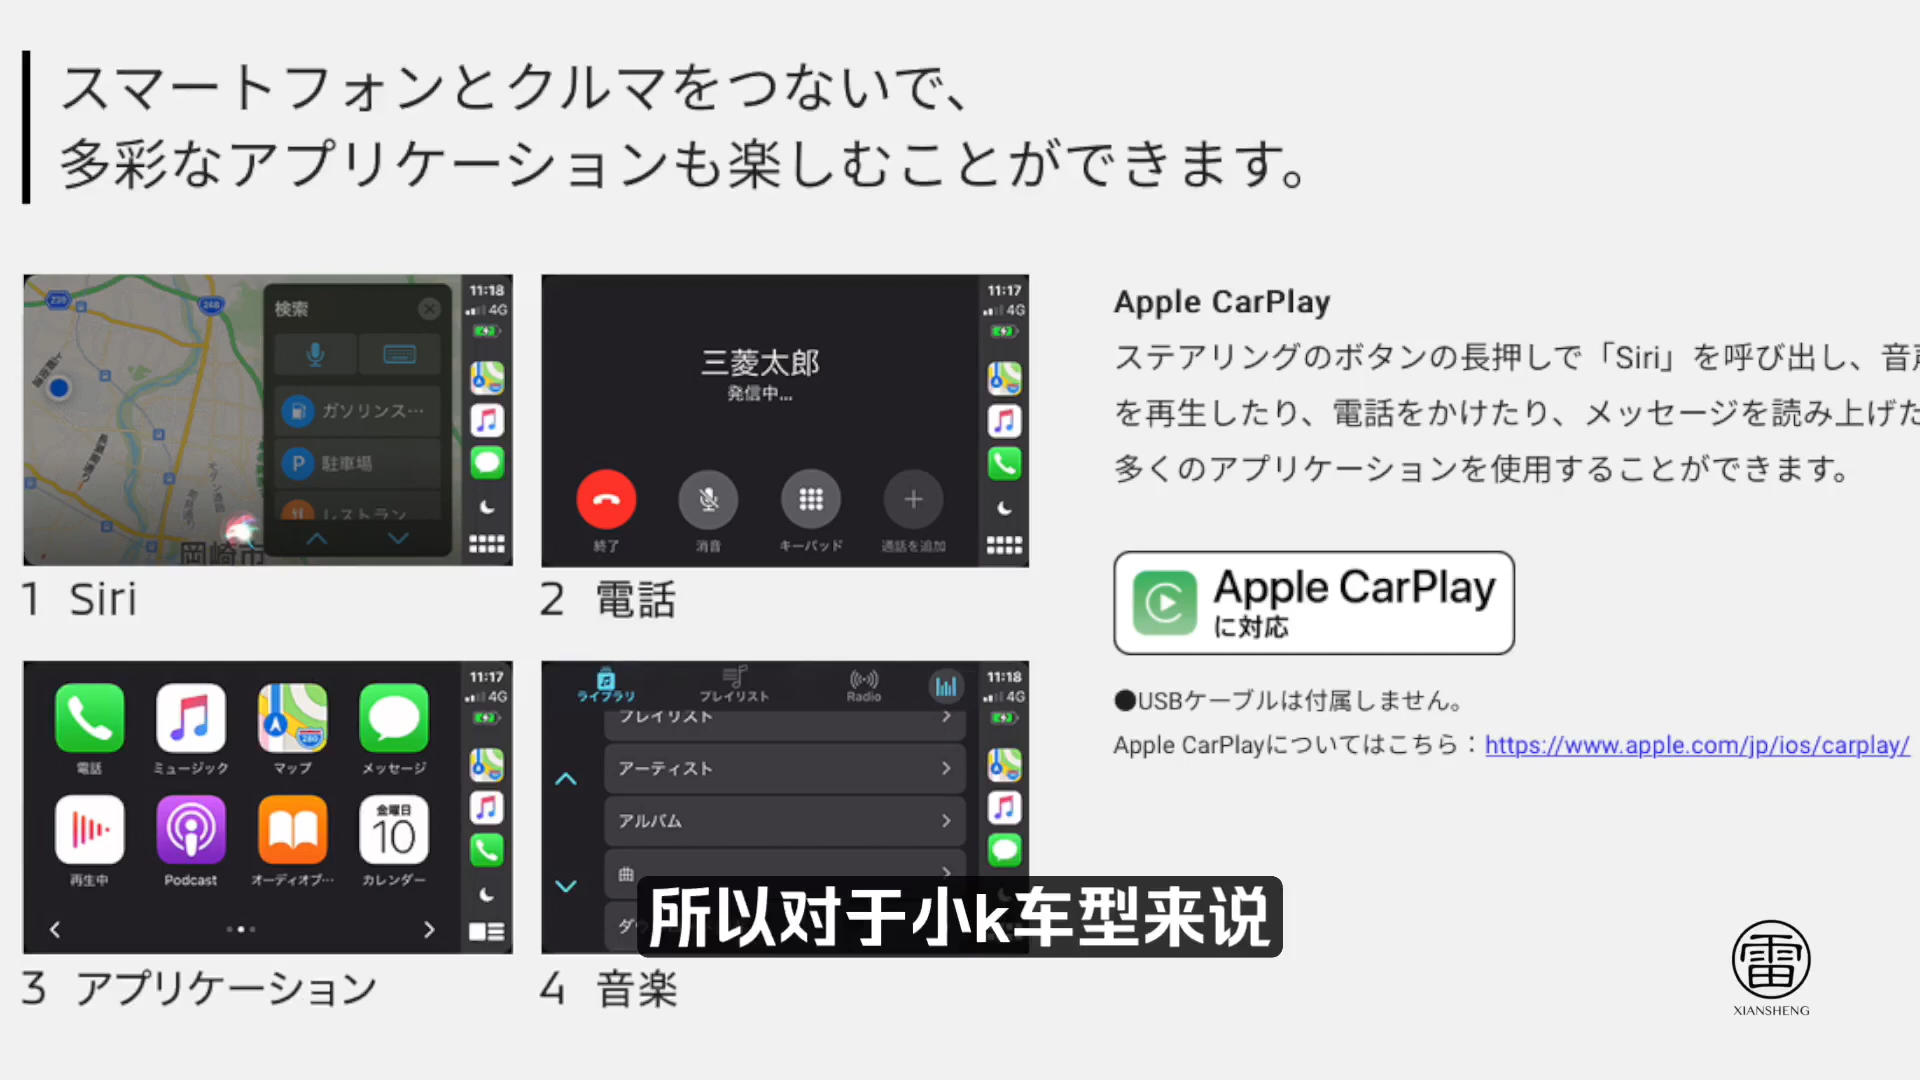 スマートフォンとクルマをつないで、
多彩なアプリケーションも楽しむことができます。
239
248
検索
ガソリンス…
P 駐車場
レストラン
岡崎市
11:18
4G
1 Siri
三菱太郎
発信中...
終了
消音
キーパッド
通話を追加
11:17
4G
2 電話
電話
ミュージック
280
マップ
メッセージ
再生中
Podcast
オーディオブ…
金曜日
10
カレンダー
11:17
4G
3 アプリケーション
ライブラリ
プレイリスト
Radio
プレイリスト
アーティスト
アルバム
曲
ダ
11:18
4G
4 音楽
Apple CarPlay
ステアリングのボタンの長押しで「Siri」を呼び出し、音声
を再生したり、電話をかけたり、メッセージを読み上げた
多くのアプリケーションを使用することができます。
Apple CarPlay
に対応
●USBケーブルは付属しません。
Apple CarPlayについてはこちら：https://www.apple.com/jp/ios/carplay/
所以对于小k车型来说
雷
XIANSHENG